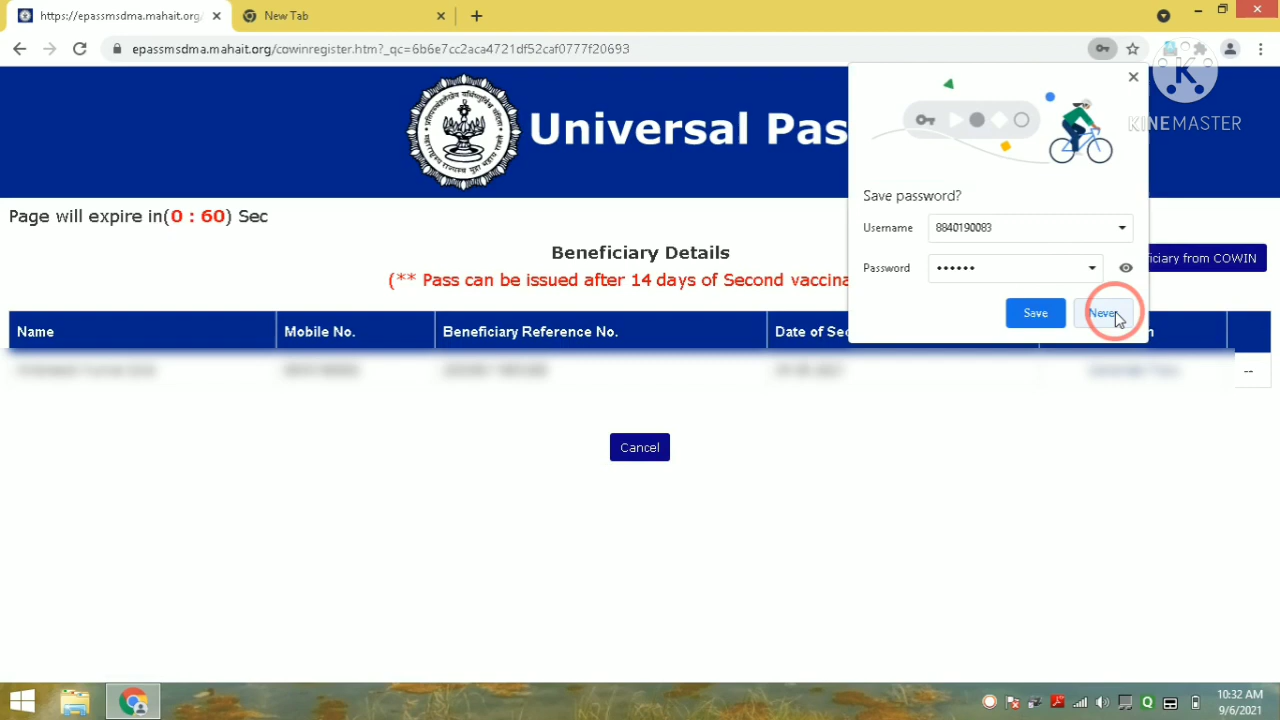 https://epassmsdma.mahait.org/
New Tab
epassmsdma.mahait.org/cowinregister.htm?_qc=6b6e7cc2aca4721df52caf0777f20693
K
KINEMASTER
Universal Pas
Save password?
Username 8840190083
Password ••••••
Save Never
Page will expire in(0 : 60) Sec
Beneficiary Details
iciary from COWIN
(** Pass can be issued after 14 days of Second vaccina
Name Mobile No. Beneficiary Reference No. Date of Sec n
--
Cancel
10:32 AM
9/6/2021